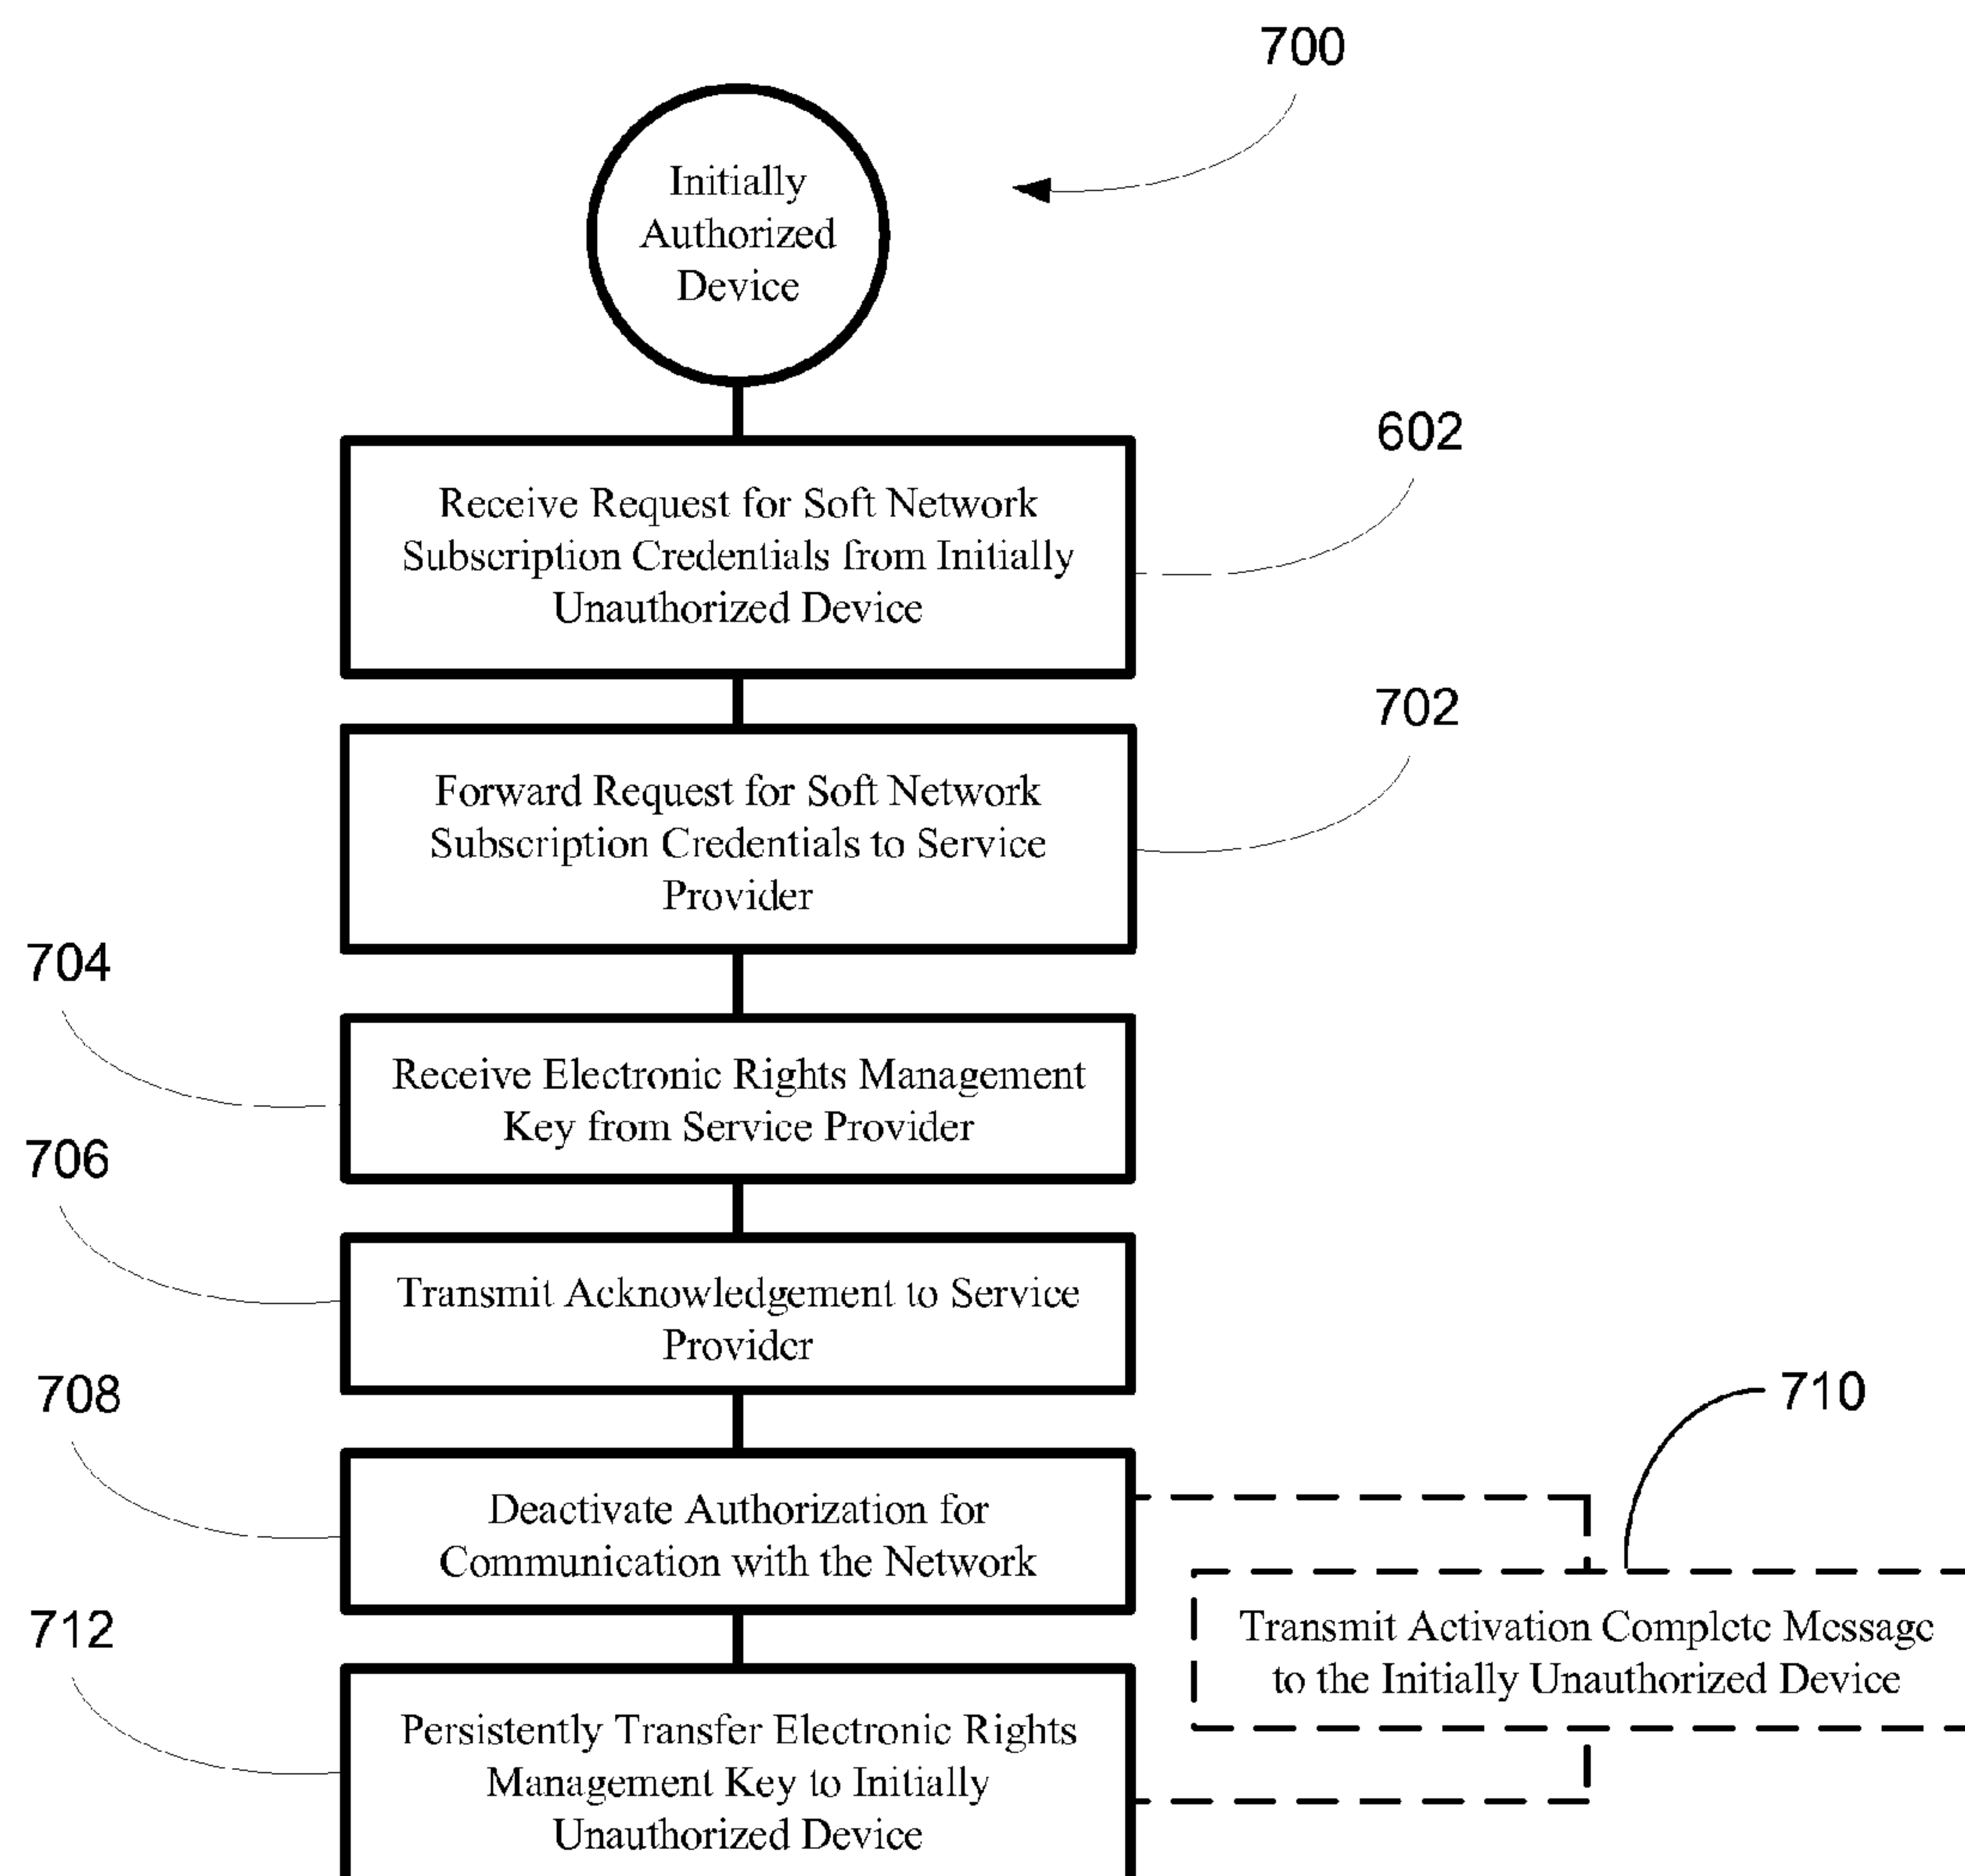 700
Initially
Authorized
Device
602
Receive Request for Soft Network
Subscription Credentials from Initially
Unauthorized Device
702
Forward Request for Soft Network
Subscription Credentials to Service
Provider
704
Receive Electronic Rights Management
Key from Service Provider
706
Transmit Acknowledgement to Service
Provider
708
Deactivate Authorization for
Communication with the Network
710
Transmit Activation Complete Message
to the Initially Unauthorized Device
712
Persistently Transfer Electronic Rights
Management Key to Initially
Unauthorized Device